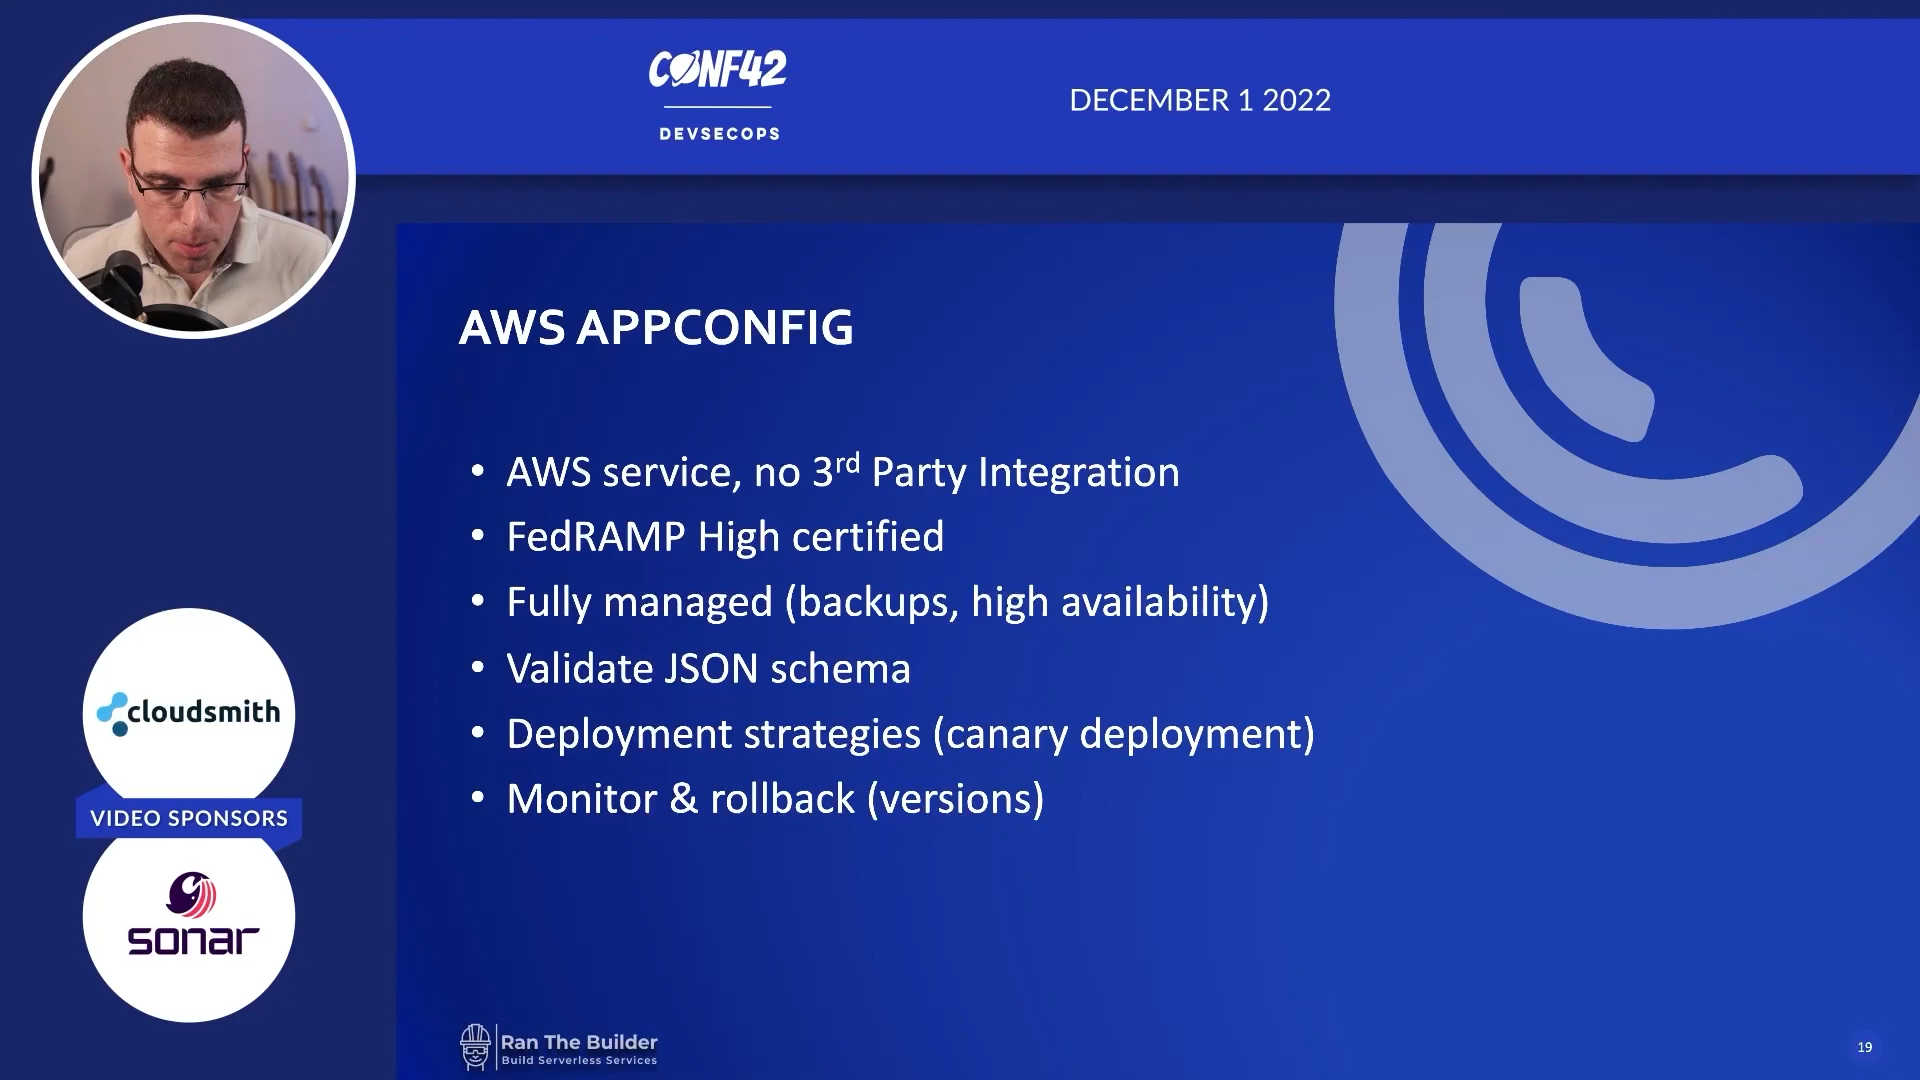 CONF42
DEVSECOPS
DECEMBER 1 2022
AWS APPCONFIG
• AWS service, no 3rd Party Integration
• FedRAMP High certified
• Fully managed (backups, high availability)
• Validate JSON schema
• Deployment strategies (canary deployment)
• Monitor & rollback (versions)
cloudsmith
VIDEO SPONSORS
sonar
Ran The Builder
Build Serverless Services
19